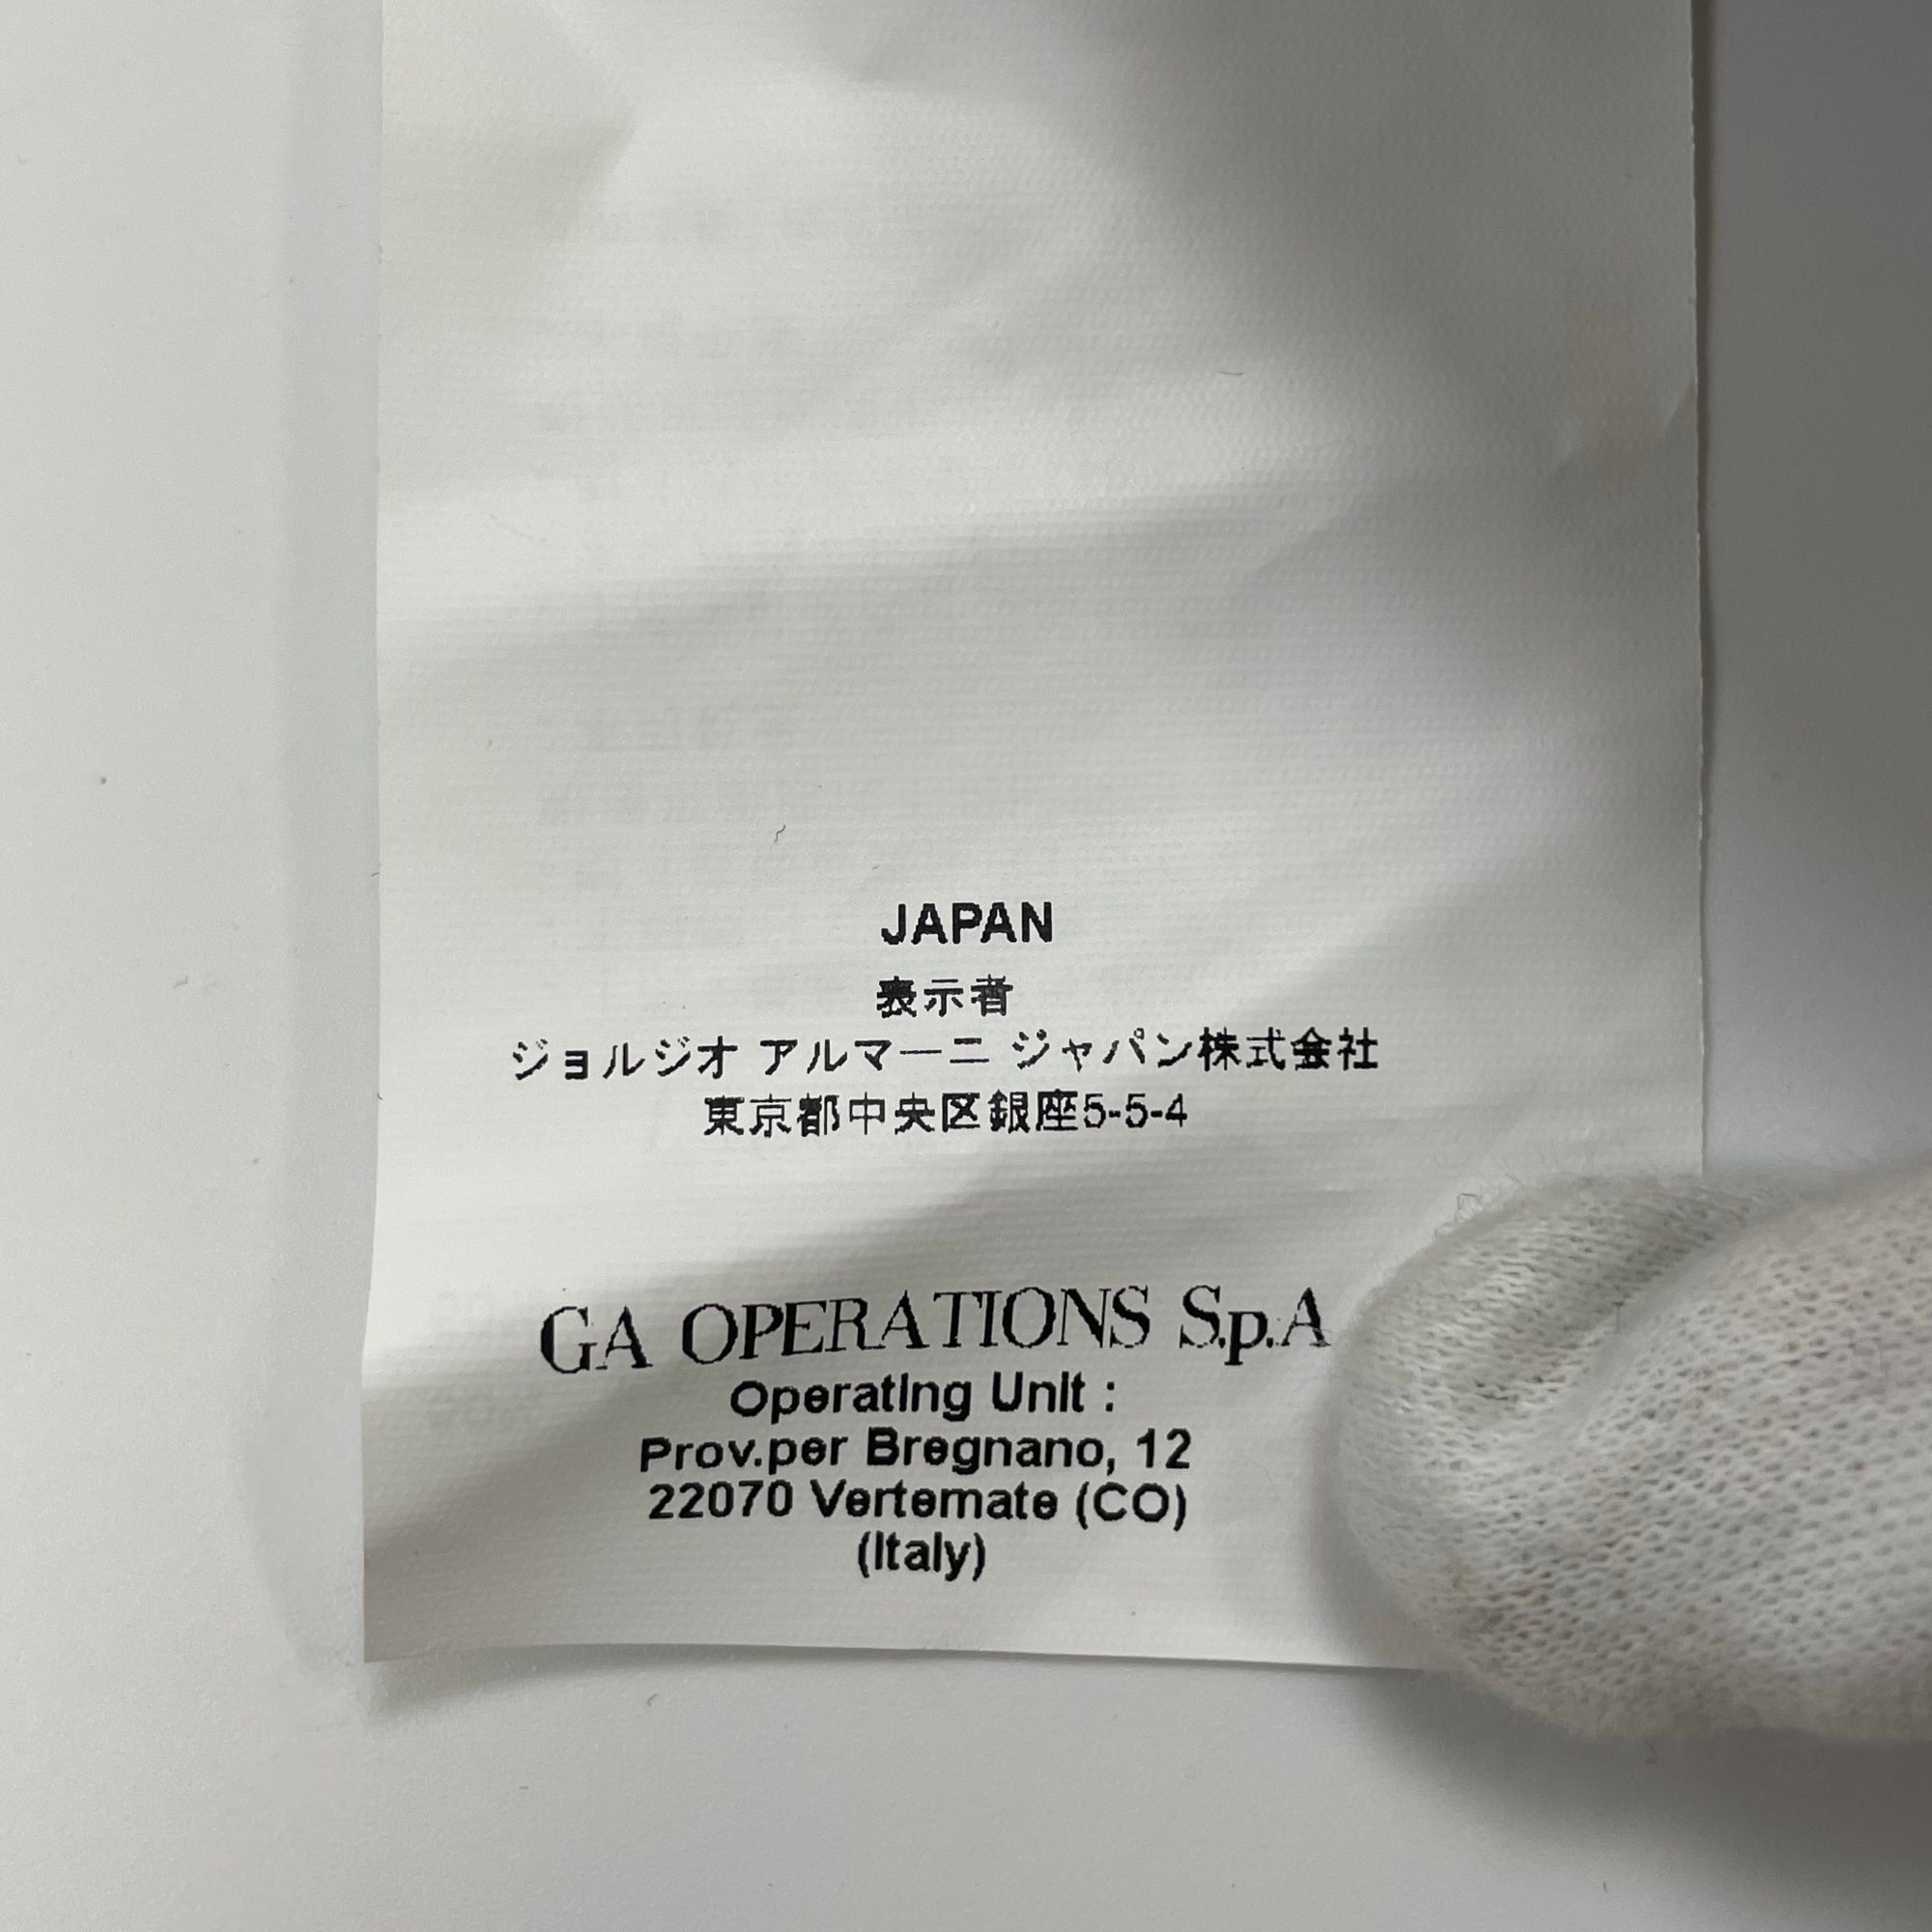 JAPAN
表示者
ジョルジオ アルマーニ ジャパン株式会社
東京都中央区銀座5-5-4
GA OPERATIONS S.p.A
Operating Unit :
Prov.per Bregnano, 12
22070 Vertemate (CO)
(Italy)